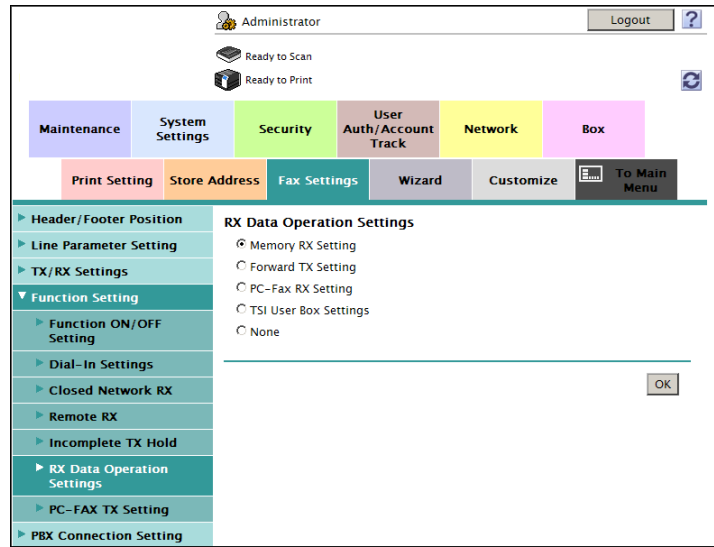 Administrator
Logout
?
Ready to Scan
Ready to Print
Maintenance
System
Settings
Security
User
Auth/Account
Track
Network
Box
Print Setting
Store Address
Fax Settings
Wizard
Customize
To Main
Menu
Header/Footer Position
Line Parameter Setting
TX/RX Settings
Function Setting
Function ON/OFF
Setting
Dial-In Settings
Closed Network RX
Remote RX
Incomplete TX Hold
RX Data Operation
Settings
PC-FAX TX Setting
PBX Connection Setting
RX Data Operation Settings
Memory RX Setting
Forward TX Setting
PC-Fax RX Setting
TSI User Box Settings
None
OK